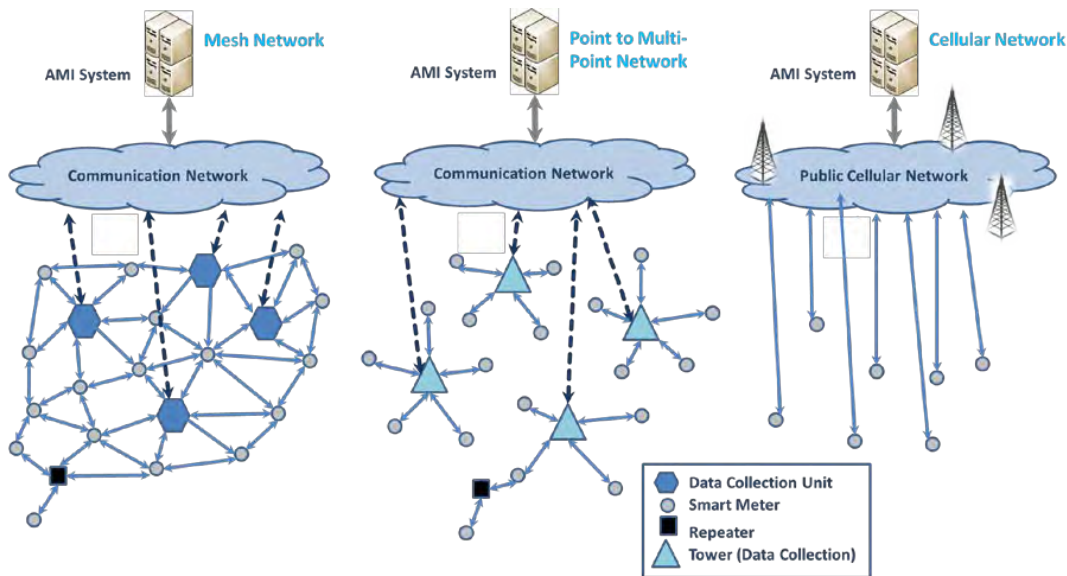 Mesh Network
AMI System
Communication Network
Point to Multi-
Point Network
AMI System
Communication Network
Cellular Network
AMI System
Public Cellular Network
Data Collection Unit
Smart Meter
Repeater
Tower (Data Collection)